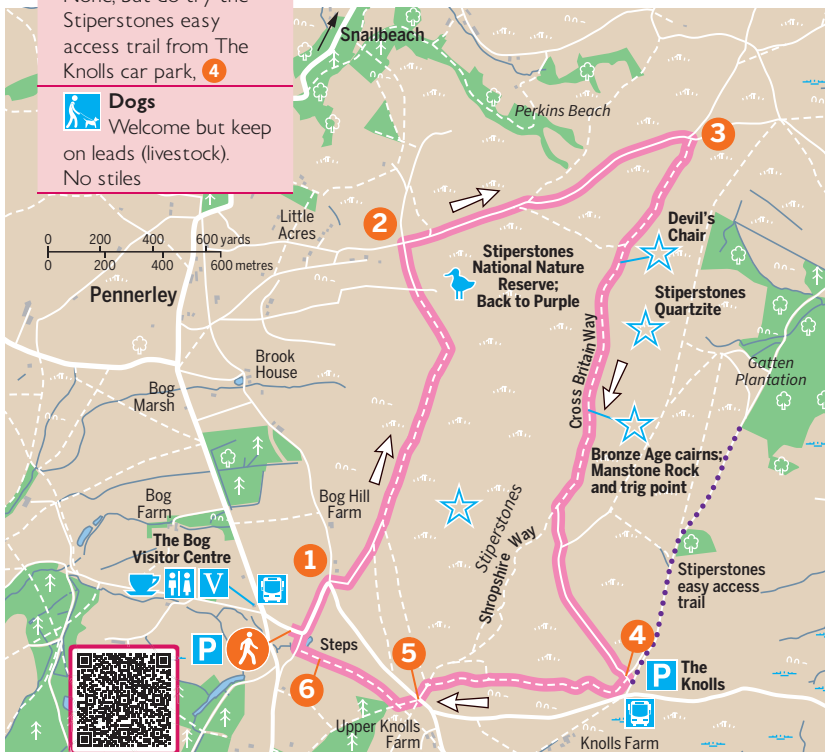 None, but do try the
Stiperstones easy
access trail from The
Knolls car park, 4
Dogs
Welcome but keep
on leads (livestock).
No stiles
Snailbeach
Perkins Beach
3
Little
Acres
2
0 200 400 600 yards
0 200 400 600 metres
Pennerley
Devil's
Chair
Stiperstones
National Nature
Reserve;
Back to Purple
Stiperstones
Quartzite
Cross Britain Way
Gatten
Plantation
Brook
House
Bog
Marsh
Bronze Age cairns;
Manstone Rock
and trig point
Bog
Farm
Bog Hill
Farm
Stiperstones
Shropshire Way
The Bog
Visitor Centre
V
1
Stiperstones
easy access
trail
P
Steps
6
5
4
P
The
Knolls
Upper Knolls
Farm
Knolls Farm